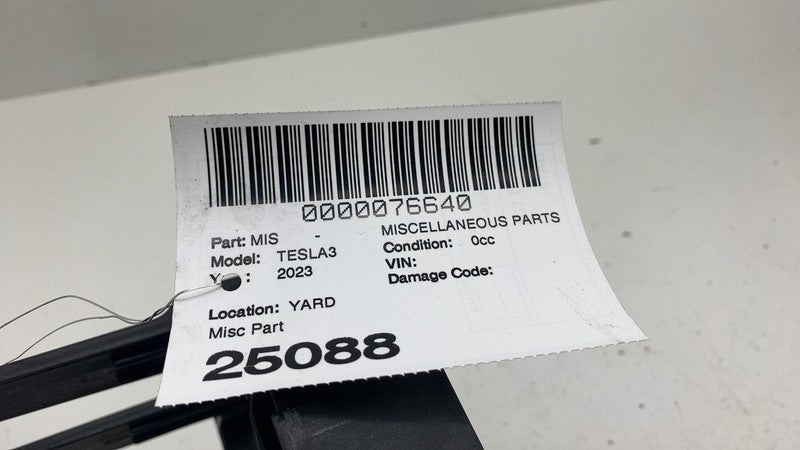 0000076640
Part: MIS - MISCELLANEOUS PARTS
Model: TESLA3 Condition: 0cc
: 2023 VIN:
Damage Code:
Location: YARD
Misc Part
25088